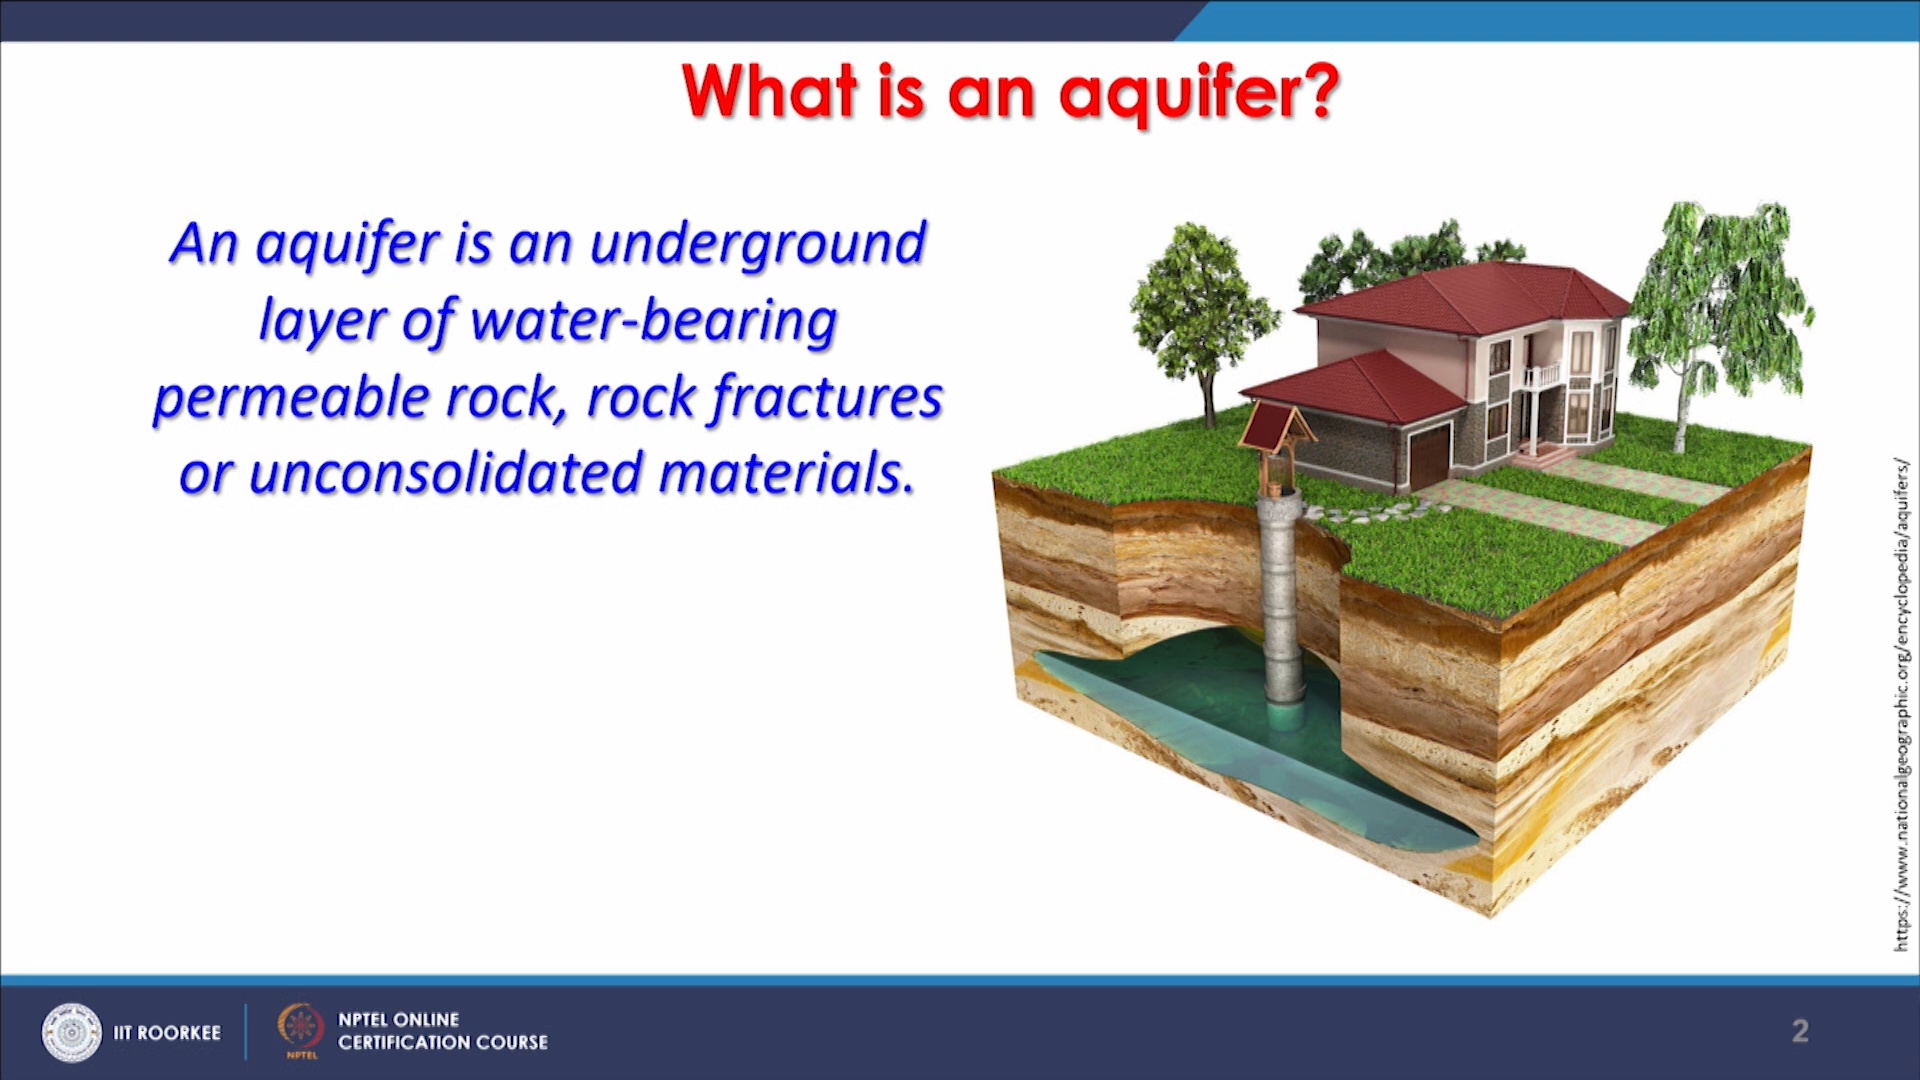 What is an aquifer?
An aquifer is an underground
layer of water-bearing
permeable rock, rock fractures
or unconsolidated materials.
https://www.nationalgeographic.org/encyclopedia/aquifers/
IIT ROORKEE
NPTEL
NPTEL ONLINE
CERTIFICATION COURSE
2